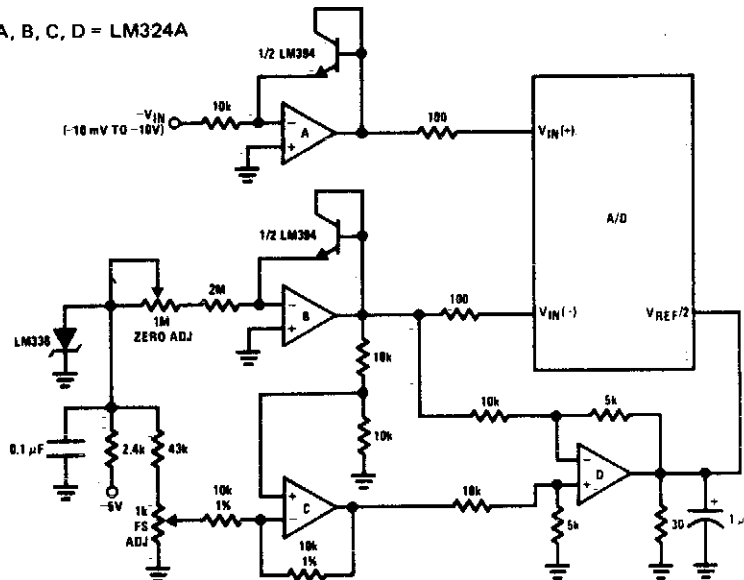 A, B, C, D = LM324A
1/2 LM394
10k
−VIN
(−10 mV TO −10V)
−
+
A
100
VIN(+)
A/D
1/2 LM394
2M
1M
ZERO ADJ
−
+
B
100
VIN(−)
VREF/2
LM336
10k
10k
10k
5k
0.1 µF
2.4k
43k
−5V
1k
FS
ADJ
10k
1%
+
−
C
10k
1%
10k
−
+
D
5k
30
+
1 µ